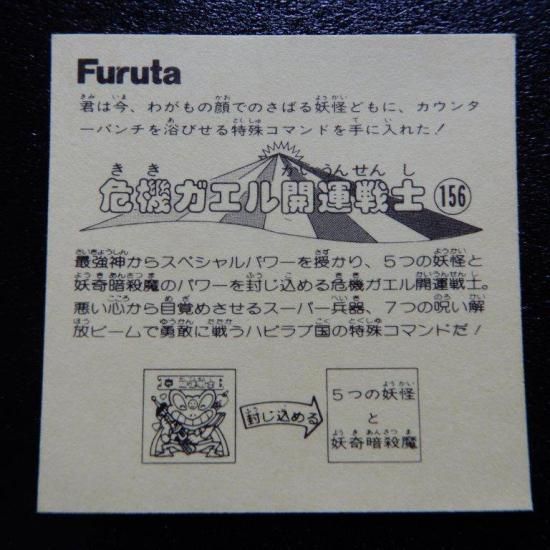 Furuta
君は今、わがもの顔でのさばる妖怪どもに、カウンタ
ーパンチを浴びせる特殊コマンドを手に入れた！
危機ガエル開運戦士 156
最強神からスペシャルパワーを授かり、5つの妖怪と
妖奇暗殺魔のパワーを封じ込める危機ガエル開運戦士。
悪い心から目覚めさせるスーパー兵器、7つの呪い解
放ビームで勇敢に戦うハピラブ国の特殊コマンドだ！
封じ込める
5つの妖怪
と
妖奇暗殺魔